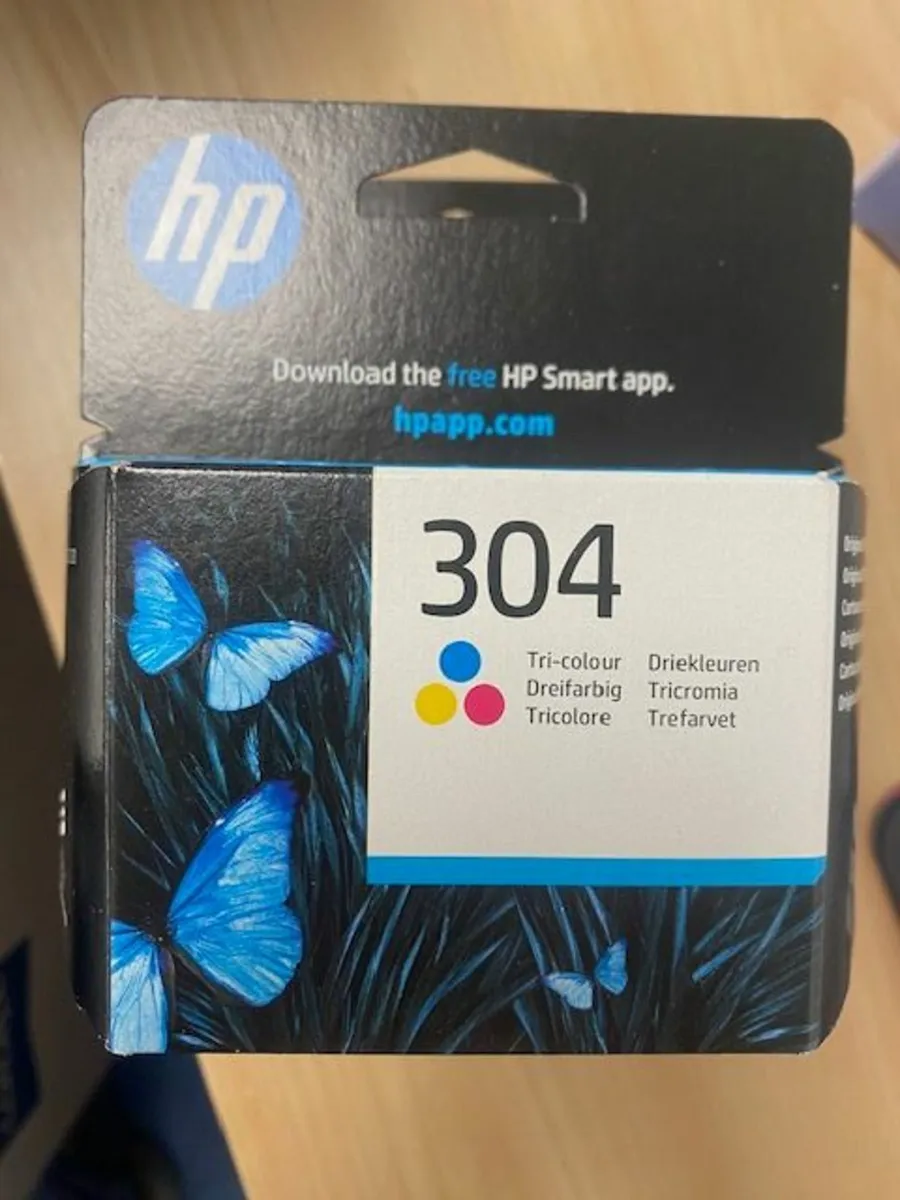 hp
Download the free HP Smart app.
hpapp.com
304
Tri-colour Driekleuren
Dreifarbig Tricromia
Tricolore Trefarvet